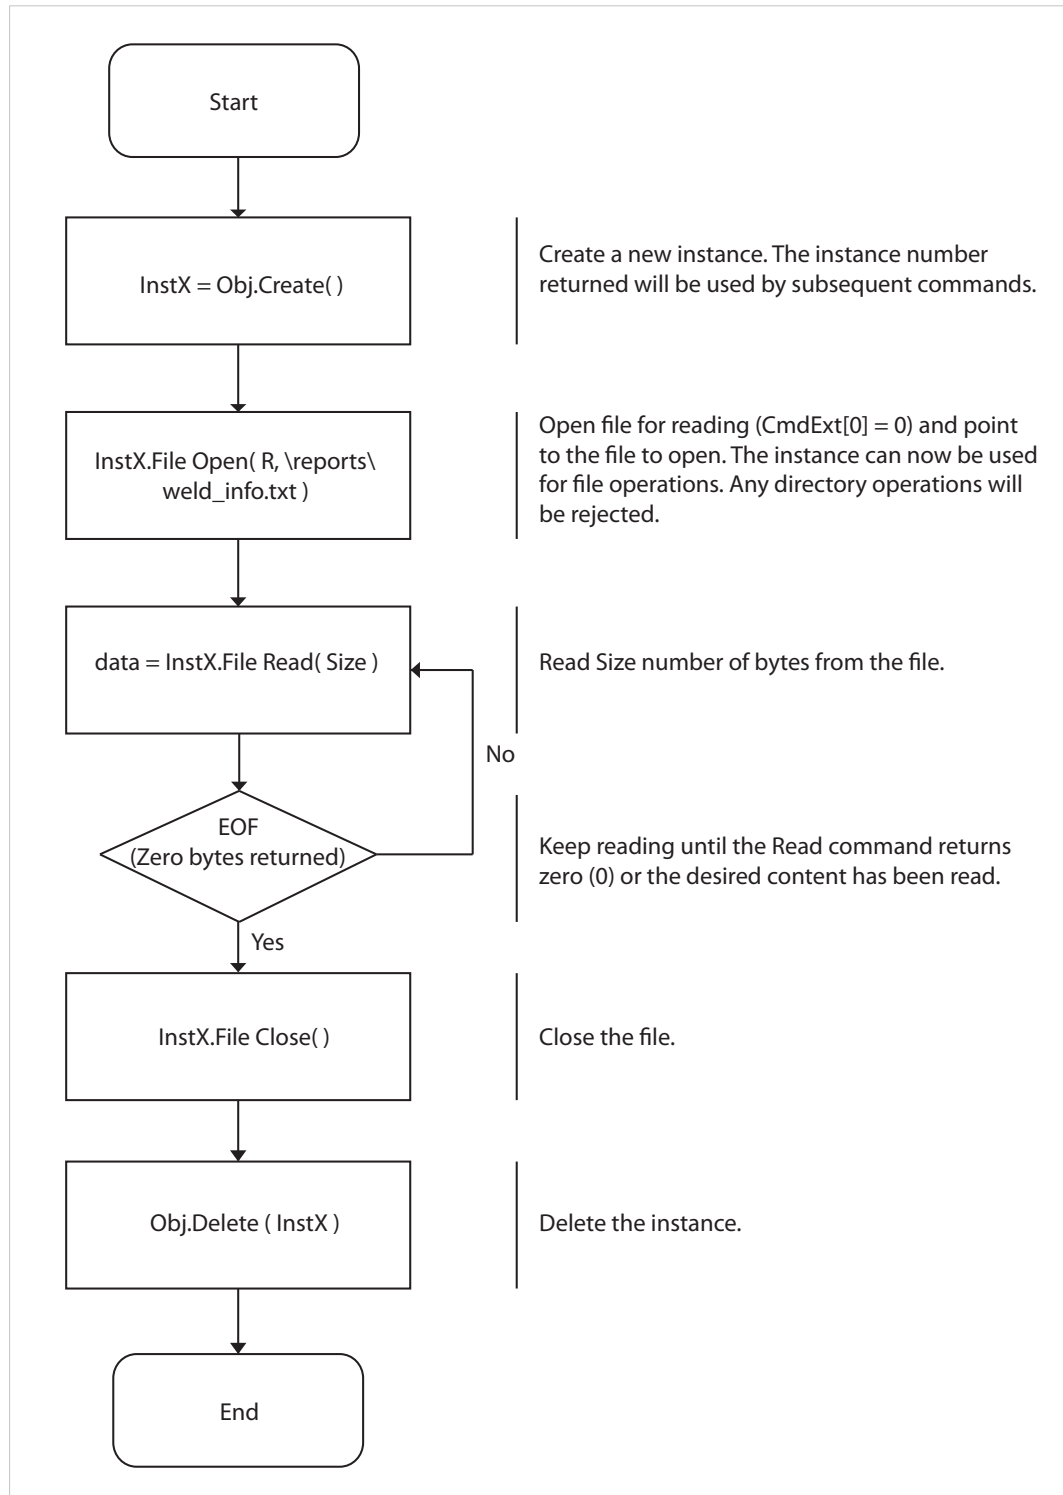 Start
InstX = Obj.Create( )
Create a new instance. The instance number
returned will be used by subsequent commands.
InstX.File Open( R, \reports\
weld_info.txt )
Open file for reading (CmdExt[0] = 0) and point
to the file to open. The instance can now be used
for file operations. Any directory operations will
be rejected.
data = InstX.File Read( Size )
Read Size number of bytes from the file.
No
EOF
(Zero bytes returned)
Keep reading until the Read command returns
zero (0) or the desired content has been read.
Yes
InstX.File Close( )
Close the file.
Obj.Delete ( InstX )
Delete the instance.
End